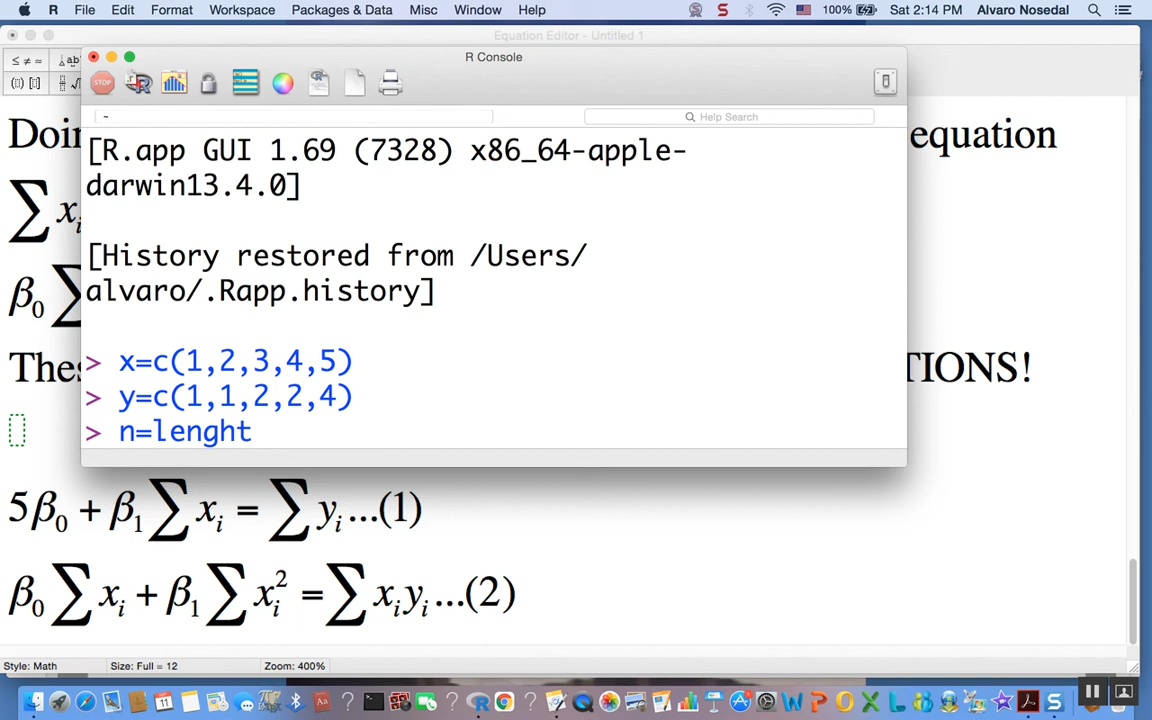 R File Edit Format Workspace Packages & Data Misc Window Help 100% Sat 2:14 PM Alvaro Nosedal
Equation Editor - Untitled 1
R Console
STOP
~
Help Search
[R.app GUI 1.69 (7328) x86_64-apple-
darwin13.4.0]
[History restored from /Users/
alvaro/.Rapp.history]
> x=c(1,2,3,4,5)
> y=c(1,1,2,2,4)
> n=lenght
equation
∑ xᵢ
β₀ ∑
5β₀ + β₁∑xᵢ = ∑yᵢ...(1)
β₀∑xᵢ + β₁∑xᵢ² = ∑xᵢyᵢ...(2)
Style: Math Size: Full = 12 Zoom: 400%